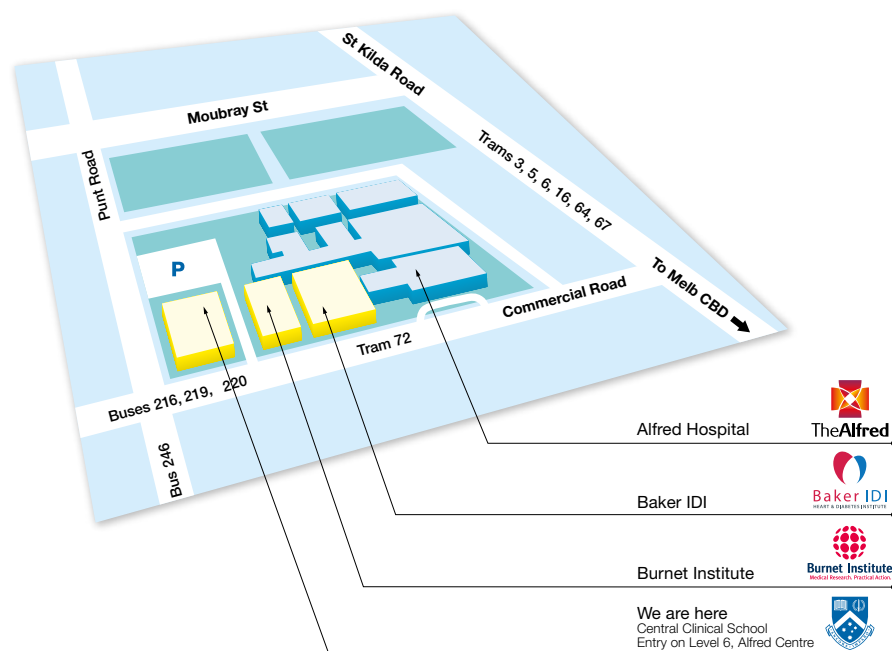 St Kilda Road
Moubray St
Punt Road
Trams 3, 5, 6, 16, 64, 67
P
To Melb CBD
Commercial Road
Tram 72
Buses 216, 219, 220
Bus 246
Alfred Hospital
TheAlfred
Baker IDI
Baker IDI
HEART & DIABETES INSTITUTE
Burnet Institute
Burnet Institute
Medical Research. Practical Action.
We are here
Central Clinical School
Entry on Level 6, Alfred Centre